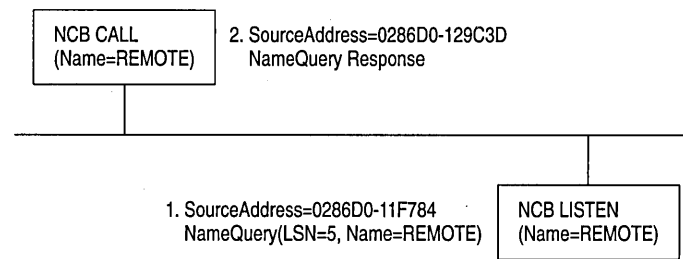 NCB CALL
(Name=REMOTE)
2. SourceAddress=0286D0-129C3D
NameQuery Response
1. SourceAddress=0286D0-11F784
NameQuery(LSN=5, Name=REMOTE)
NCB LISTEN
(Name=REMOTE)